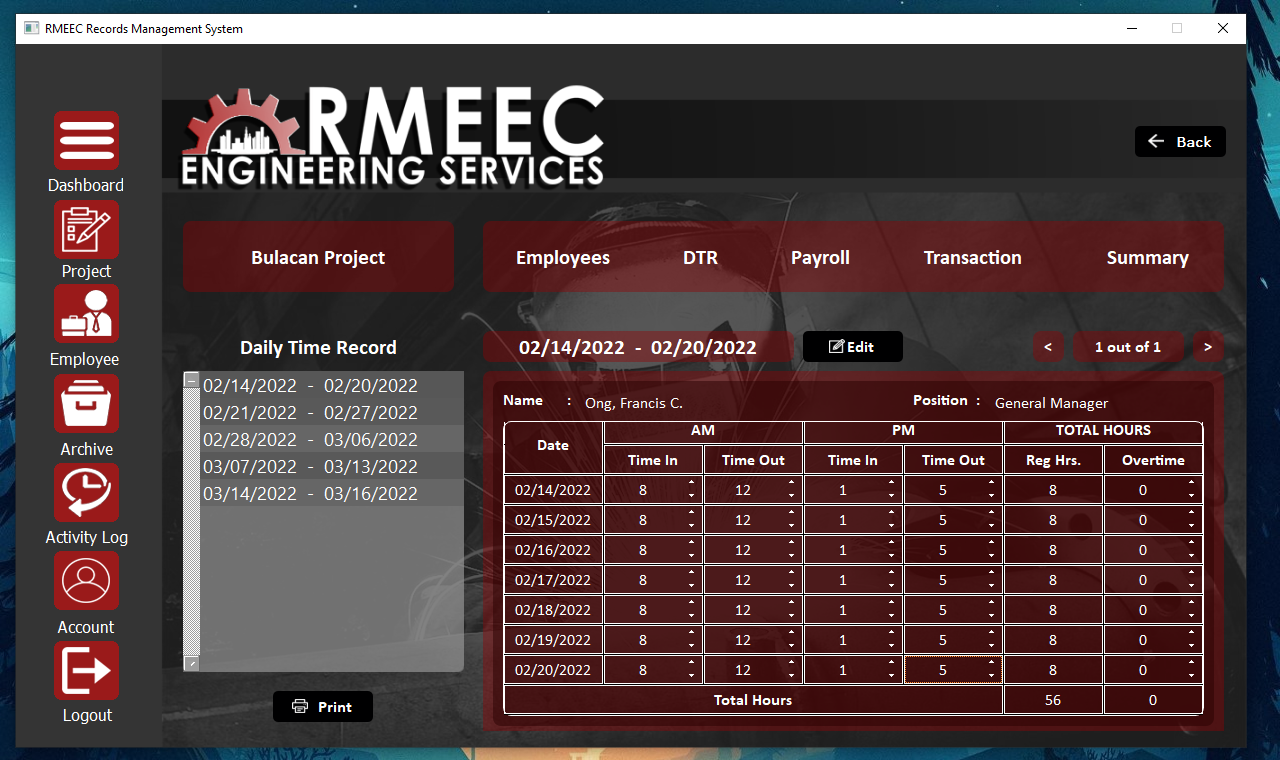 RMEEC Records Management System
RMEEC
ENGINEERING SERVICES
Back
Dashboard
Project
Employee
Archive
Activity Log
Account
Logout
Bulacan Project
Employees DTR Payroll Transaction Summary
Daily Time Record
02/14/2022 - 02/20/2022
02/21/2022 - 02/27/2022
02/28/2022 - 03/06/2022
03/07/2022 - 03/13/2022
03/14/2022 - 03/16/2022
Print
02/14/2022 - 02/20/2022 Edit < 1 out of 1 >
Name : Ong, Francis C. Position : General Manager
Date AM PM TOTAL HOURS
Time In Time Out Time In Time Out Reg Hrs. Overtime
02/14/2022 8 12 1 5 8 0
02/15/2022 8 12 1 5 8 0
02/16/2022 8 12 1 5 8 0
02/17/2022 8 12 1 5 8 0
02/18/2022 8 12 1 5 8 0
02/19/2022 8 12 1 5 8 0
02/20/2022 8 12 1 5 8 0
Total Hours 56 0